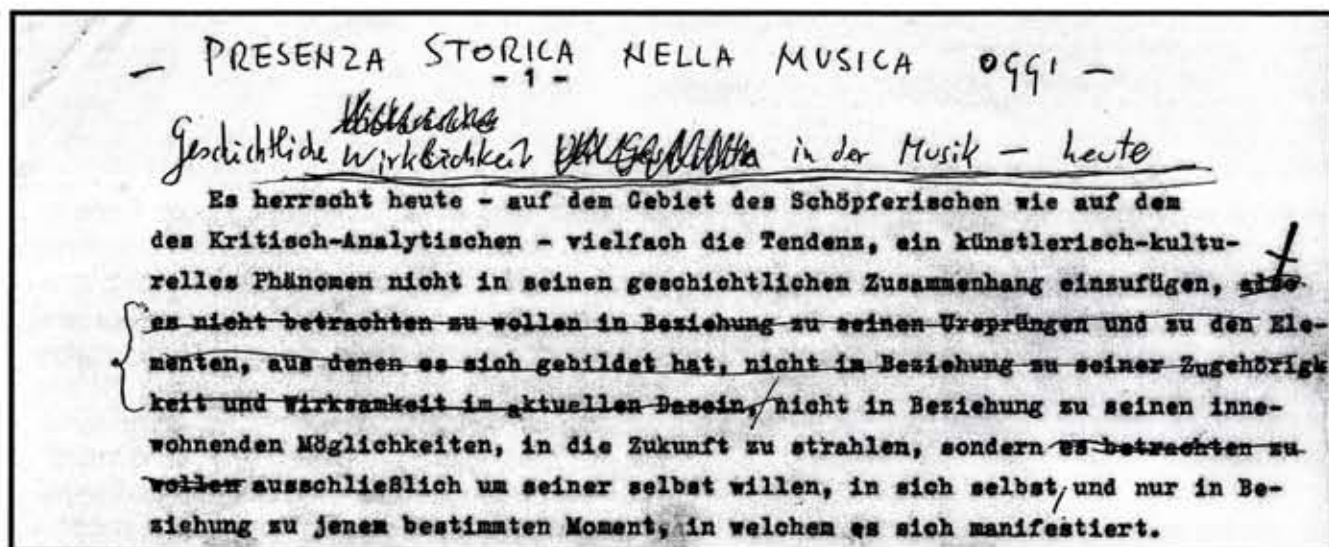 — PRESENZA STORICA NELLA MUSICA OGGI —
- 1 -
Geschichtliche Wirklichkeit in der Musik — heute
Es herrscht heute - auf dem Gebiet des Schöpferischen wie auf dem
des Kritisch-Analytischen - vielfach die Tendenz, ein künstlerisch-kultu-
relles Phänomen nicht in seinen geschichtlichen Zusammenhang einzufügen,
es nicht betrachten zu wollen in Beziehung zu seinen Ursprüngen und zu den Ele-
menten, aus denen es sich gebildet hat, nicht in Beziehung zu seiner Zugehörigk
keit und Wirksamkeit im aktuellen Dasein, nicht in Beziehung zu seinen inne-
wohnenden Möglichkeiten, in die Zukunft zu strahlen, sondern es betrachten zu
wollen ausschließlich um seiner selbst willen, in sich selbst, und nur in Be-
ziehung zu jenem bestimmten Moment, in welchem es sich manifestiert.